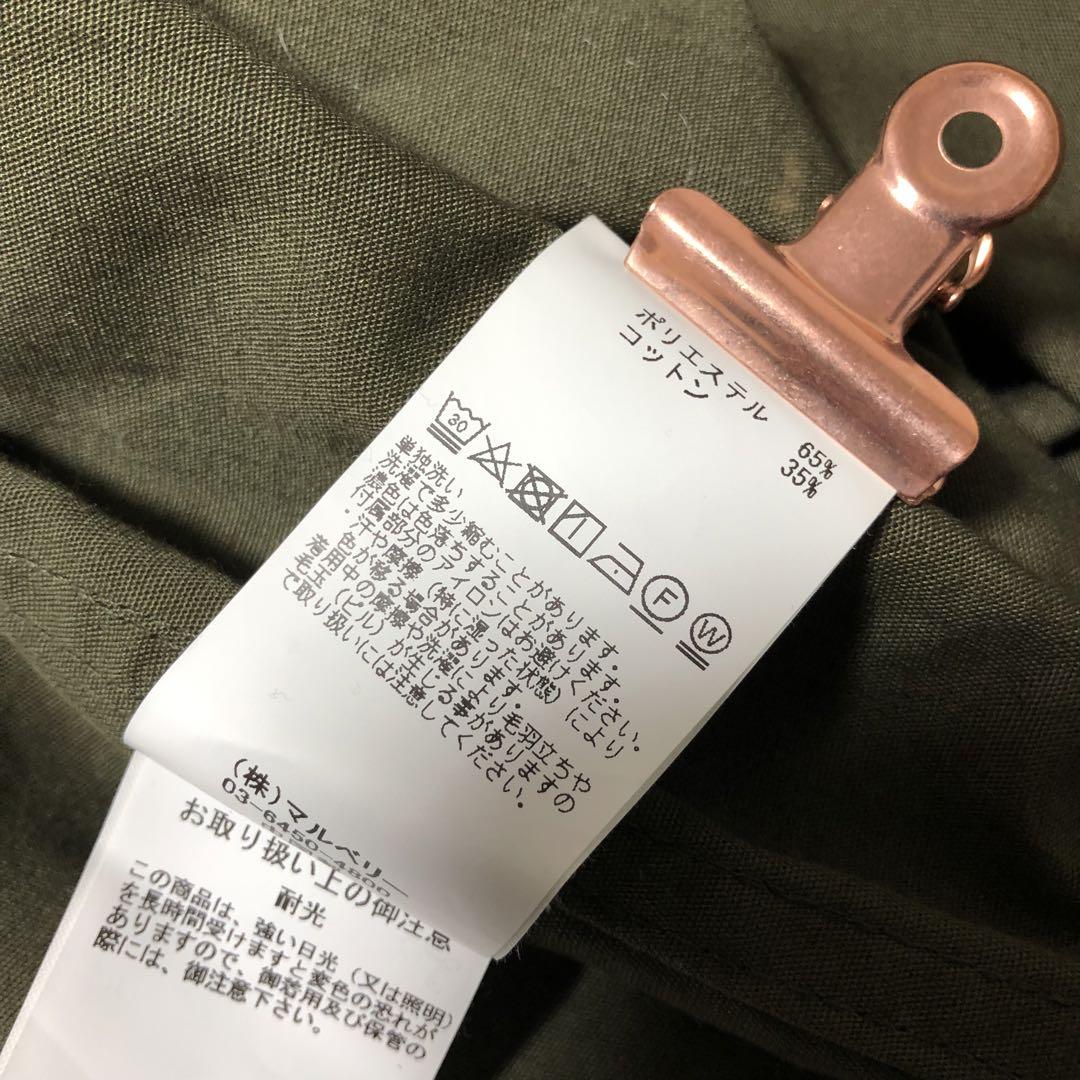 ポリエステル 65%
コットン 35%
30
F W
単独洗い
洗濯で多少縮むことがあります.
濃色は色落ちすることがあります.
付属部分のアイロンはお避けください.
・汗や摩擦(特に湿った状態)により
色が移る場合があります.
着用中の摩擦や洗濯により,毛羽立ちや
毛玉(ピル)が生じる事がありますの
で取り扱いには注意してください.
(株)マルベリー
03-6450-4800
お取り扱い上の御注意
耐光
この商品は、強い日光(又は照明)
を長時間受けますと変色の恐れが
ありますので、御着用及び保管の
際には、御注意下さい。